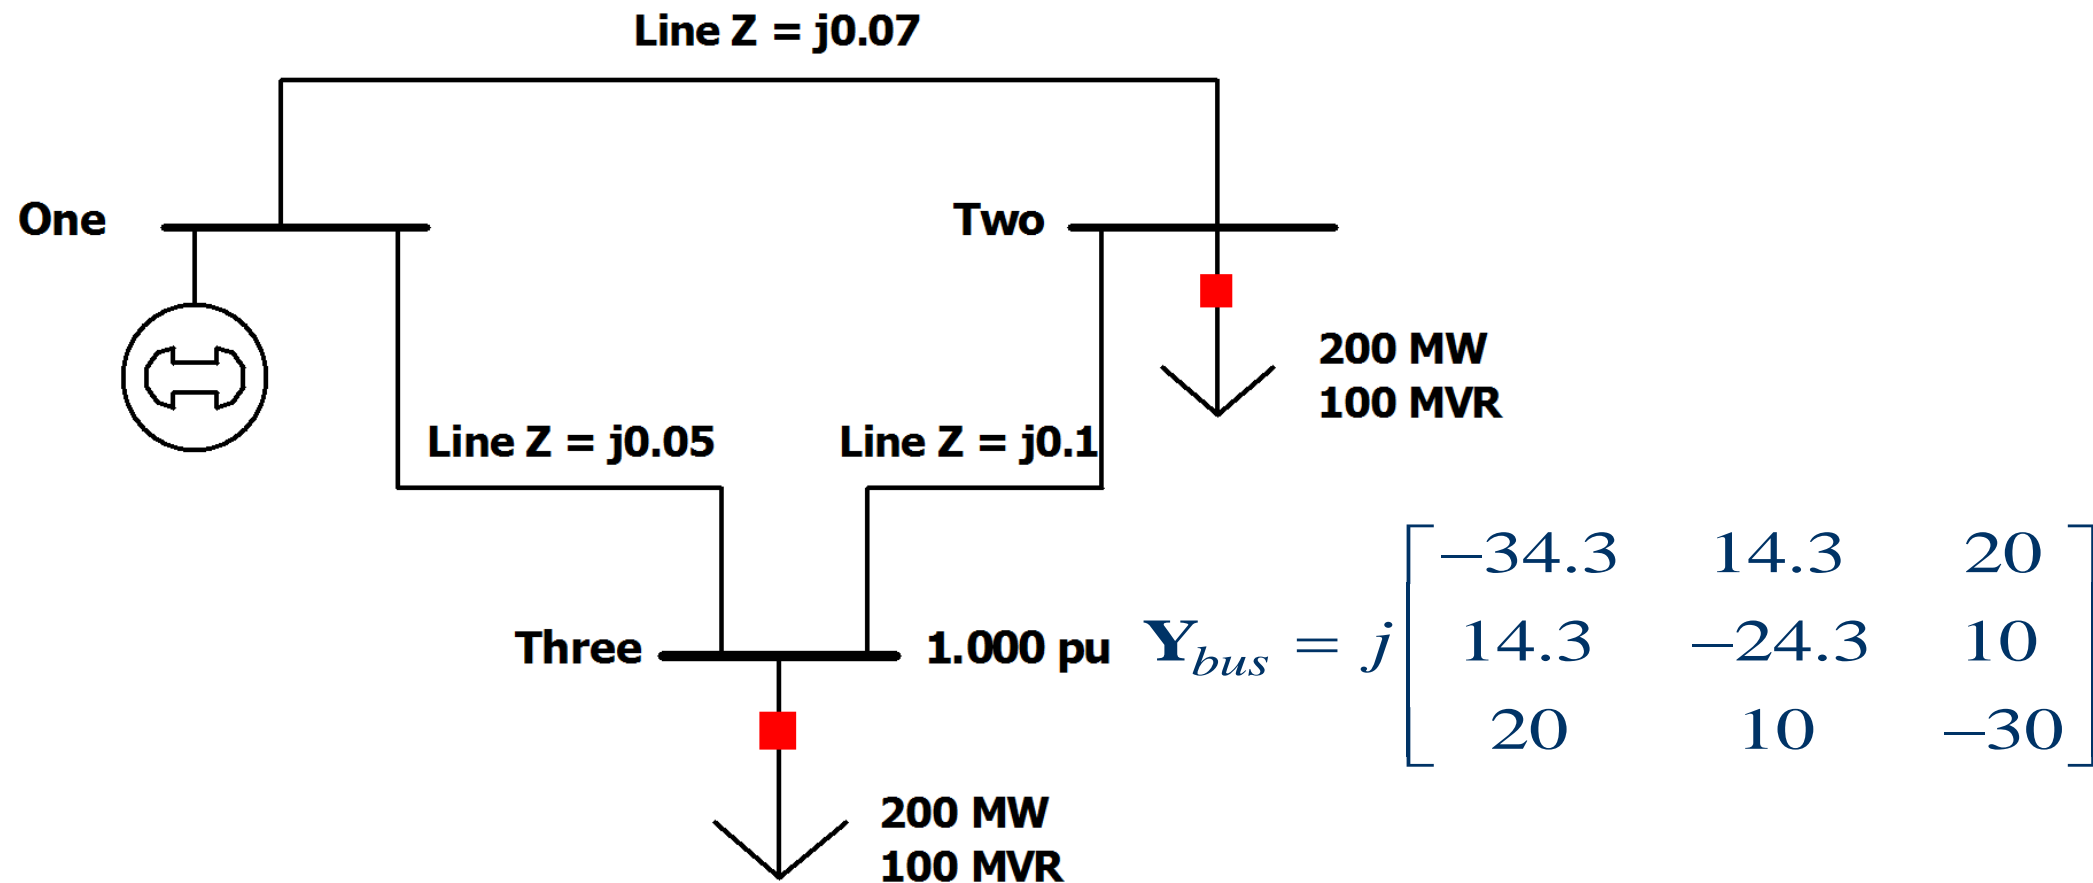 Line Z = j0.07
One
Two
200 MW
100 MVR
Line Z = j0.05
Line Z = j0.1
Three
1.000 pu
Y_bus = j [ −34.3 14.3 20
14.3 −24.3 10
20 10 −30 ]
200 MW
100 MVR